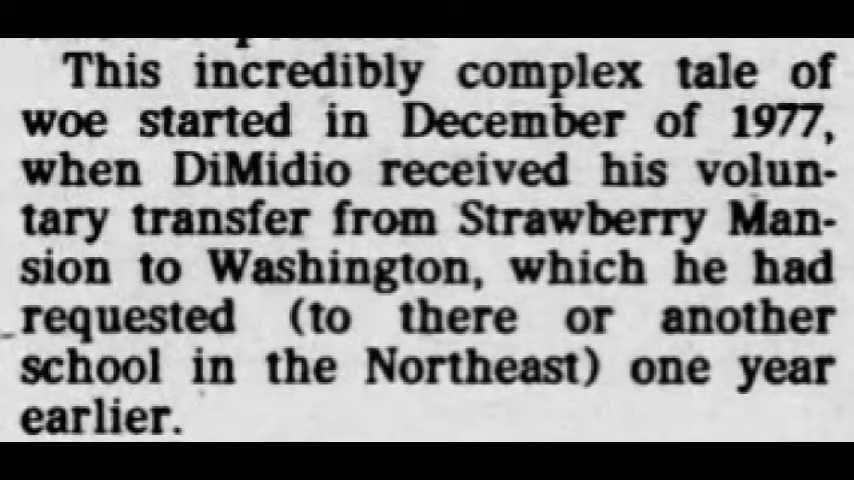 This incredibly complex tale of
woe started in December of 1977,
when DiMidio received his volun-
tary transfer from Strawberry Man-
sion to Washington, which he had
requested (to there or another
school in the Northeast) one year
earlier.